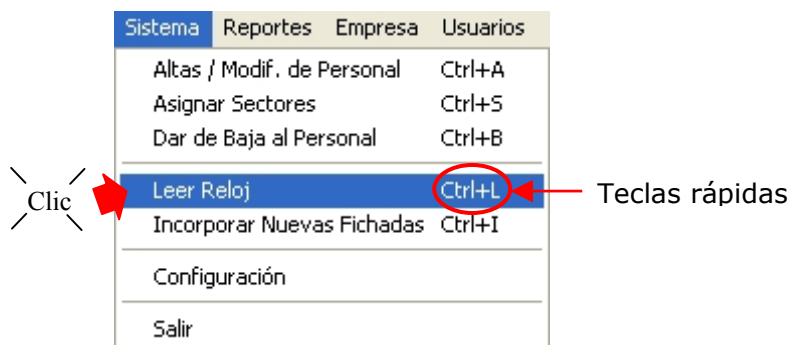 Sistema Reportes Empresa Usuarios
Altas / Modif. de Personal Ctrl+A
Asignar Sectores Ctrl+S
Dar de Baja al Personal Ctrl+B
Clic Leer Reloj Ctrl+L Teclas rápidas
Incorporar Nuevas Fichadas Ctrl+I
Configuración
Salir